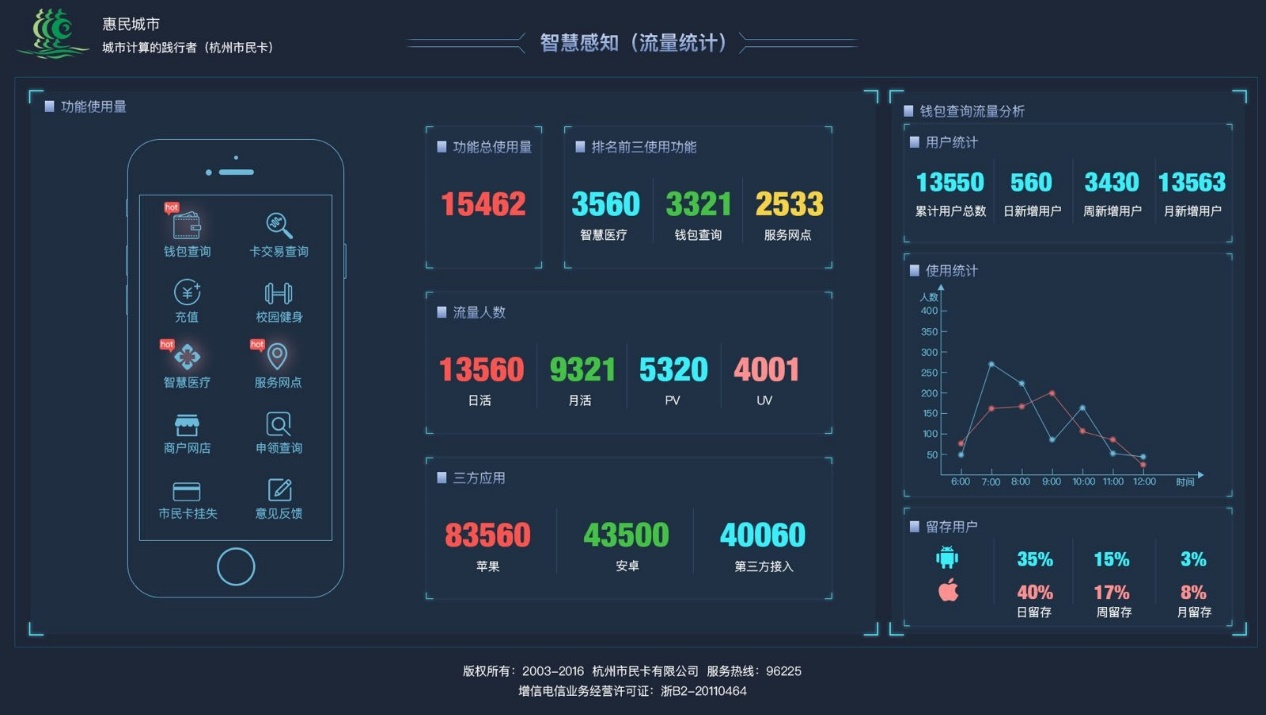 惠民城市
城市计算的践行者（杭州市民卡）
智慧感知（流量统计）
功能使用量
hot
钱包查询
卡交易查询
充值
校园健身
hot
hot
智慧医疗
服务网点
商户网店
申领查询
市民卡挂失
意见反馈
功能总使用量
15462
排名前三使用功能
3560 3321 2533
智慧医疗 钱包查询 服务网点
流量人数
13560 9321 5320 4001
日活 月活 PV UV
三方应用
83560 43500 40060
苹果 安卓 第三方接入
钱包查询流量分析
用户统计
13550 560 3430 13563
累计用户总数 日新增用户 周新增用户 月新增用户
使用统计
人数
400
350
300
250
200
150
100
50
6:00 7:00 8:00 9:00 10:00 11:00 12:00 时间
留存用户
35% 15% 3%
40% 17% 8%
日留存 周留存 月留存
版权所有：2003-2016 杭州市民卡有限公司 服务热线：96225
增信电信业务经营许可证：浙B2-20110464